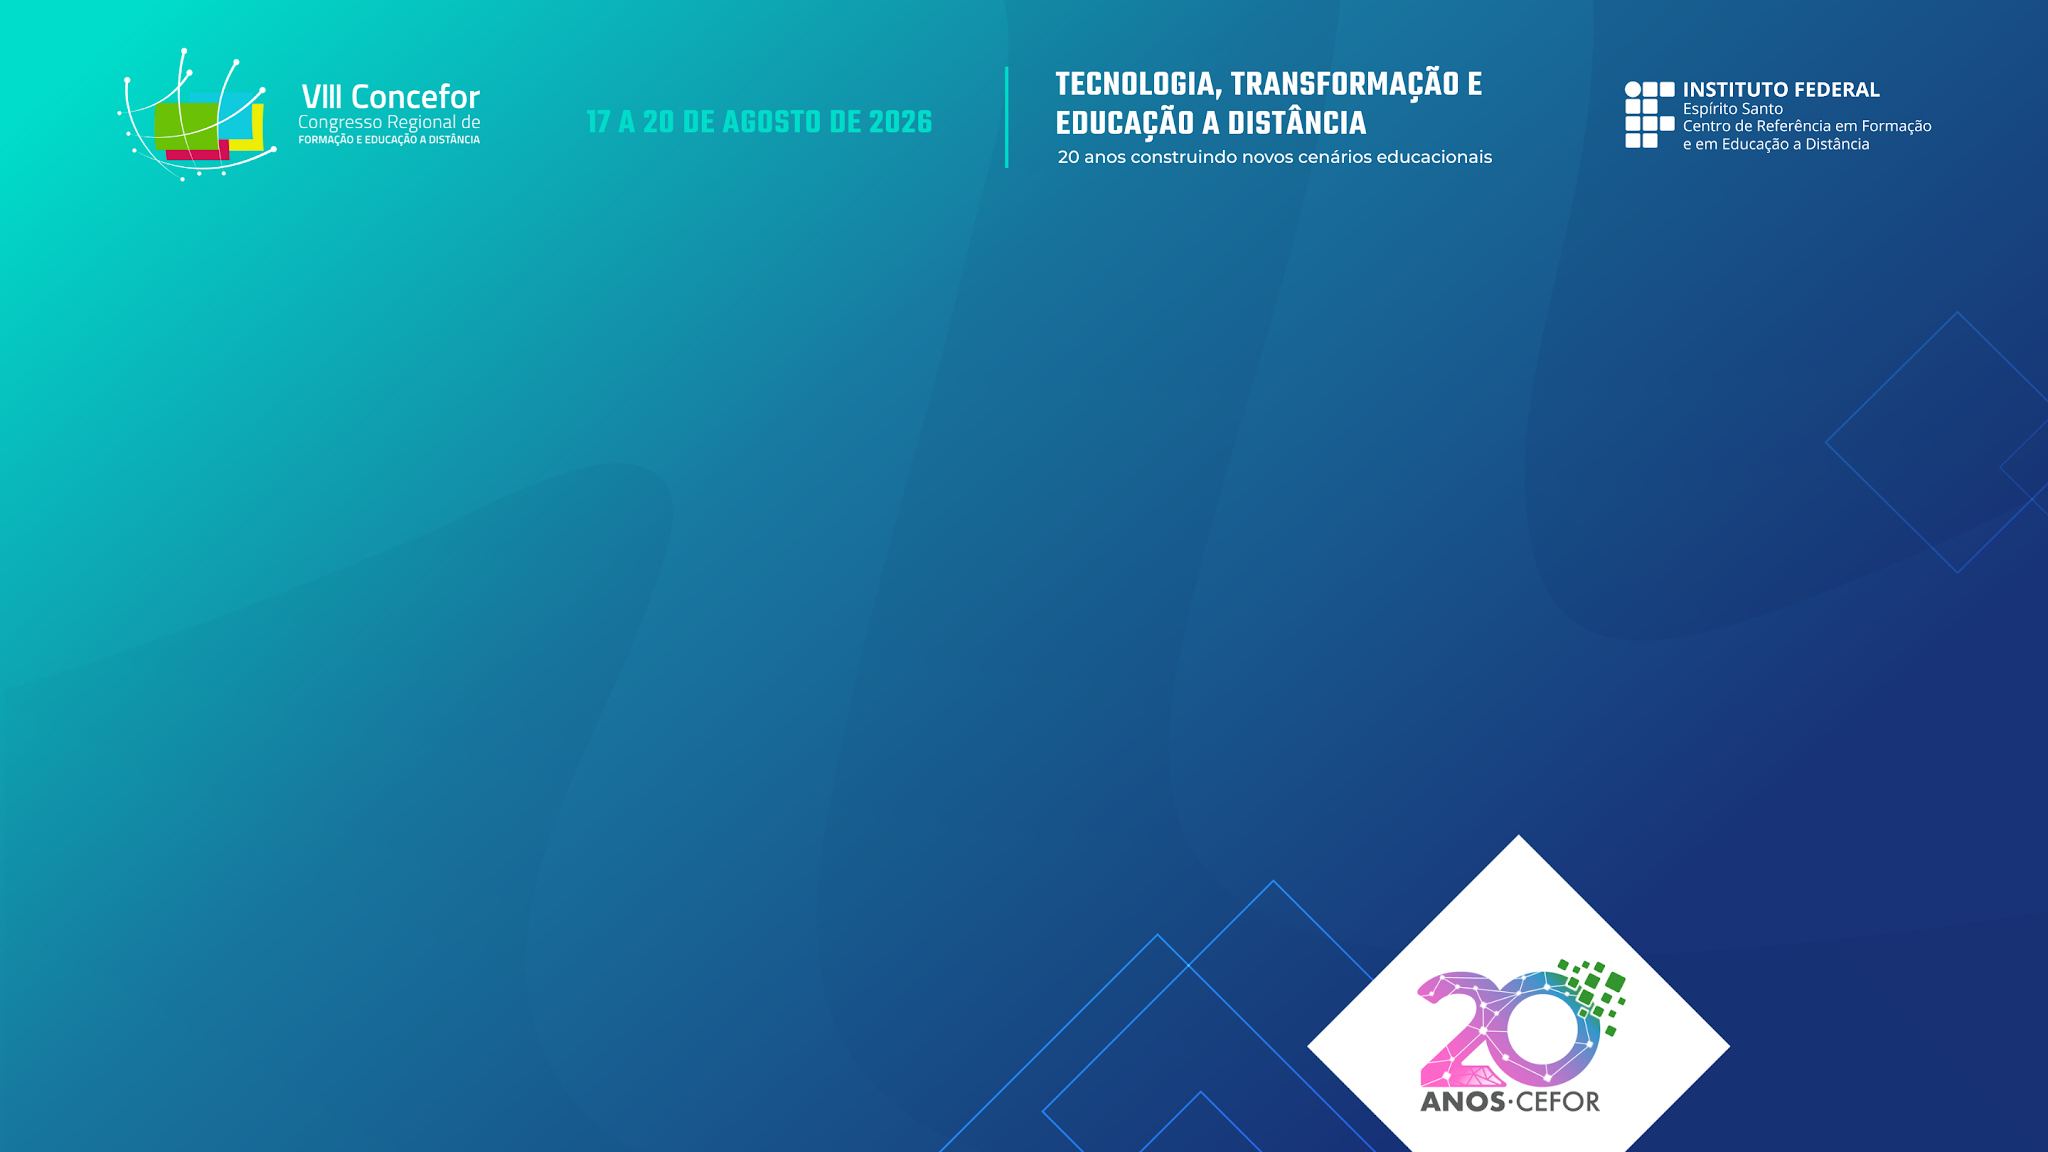 VIII Concefor
Congresso Regional de
FORMAÇÃO E EDUCAÇÃO A DISTÂNCIA
17 A 20 DE AGOSTO DE 2026
TECNOLOGIA, TRANSFORMAÇÃO E
EDUCAÇÃO A DISTÂNCIA
20 anos construindo novos cenários educacionais
INSTITUTO FEDERAL
Espírito Santo
Centro de Referência em Formação
e em Educação a Distância
20
ANOS·CEFOR